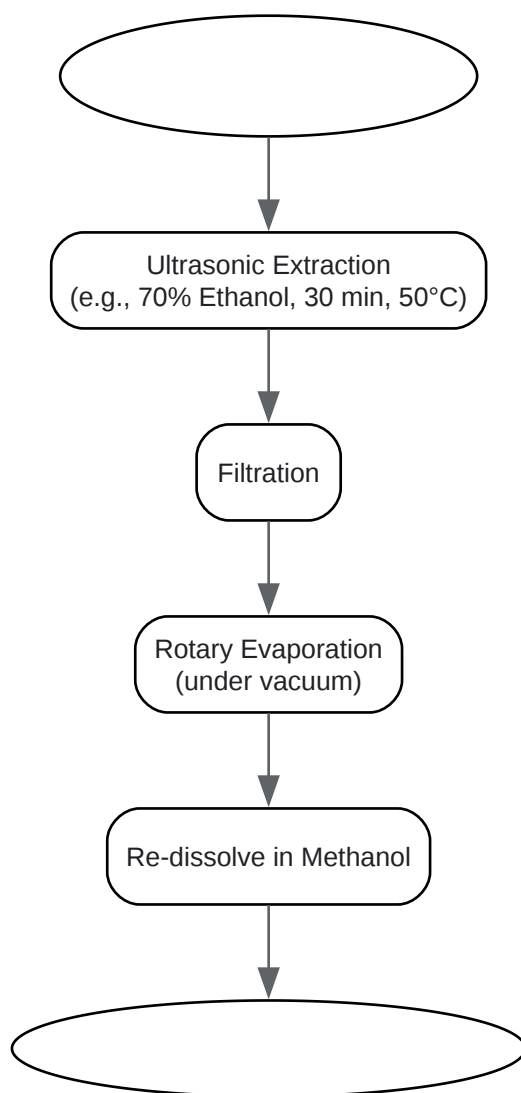 Ultrasonic Extraction
(e.g., 70% Ethanol, 30 min, 50°C)
Filtration
Rotary Evaporation
(under vacuum)
Re-dissolve in Methanol